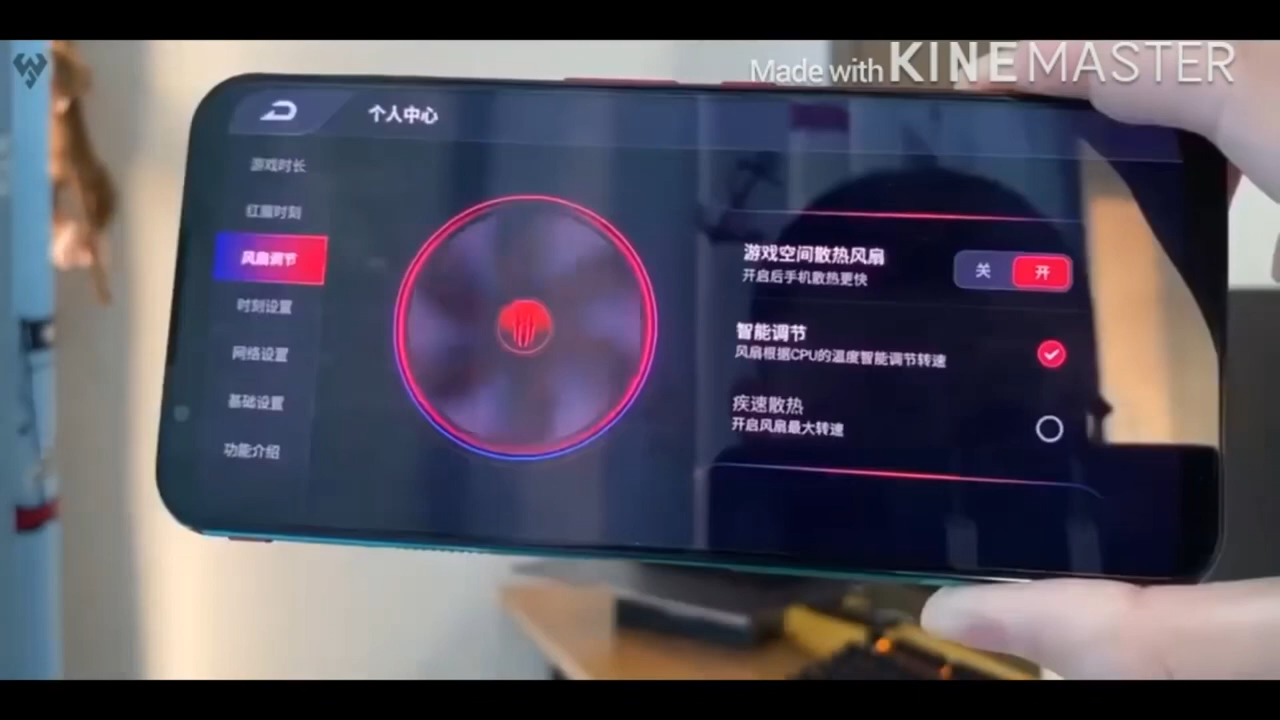 Made with KINEMASTER
个人中心
游戏时长
红魔时刻
风扇调节
时刻设置
网络设置
基础设置
功能介绍
游戏空间散热风扇
开启后手机散热更快
关 开
智能调节
风扇根据CPU的温度智能调节转速
疾速散热
开启风扇最大转速